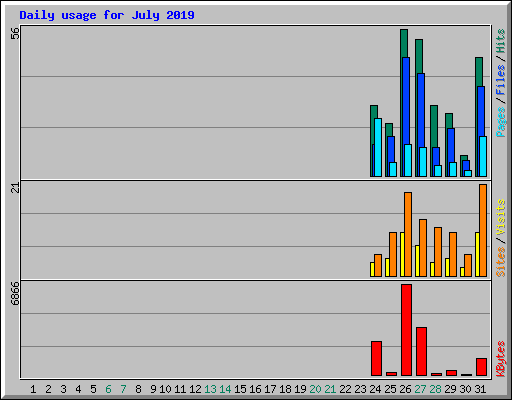 Daily usage for July 2019
56
Pages/Files/Hits
21
Sites/Visits
6866
KBytes
1 2 3 4 5 6 7 8 9 10 11 12 13 14 15 16 17 18 19 20 21 22 23 24 25 26 27 28 29 30 31